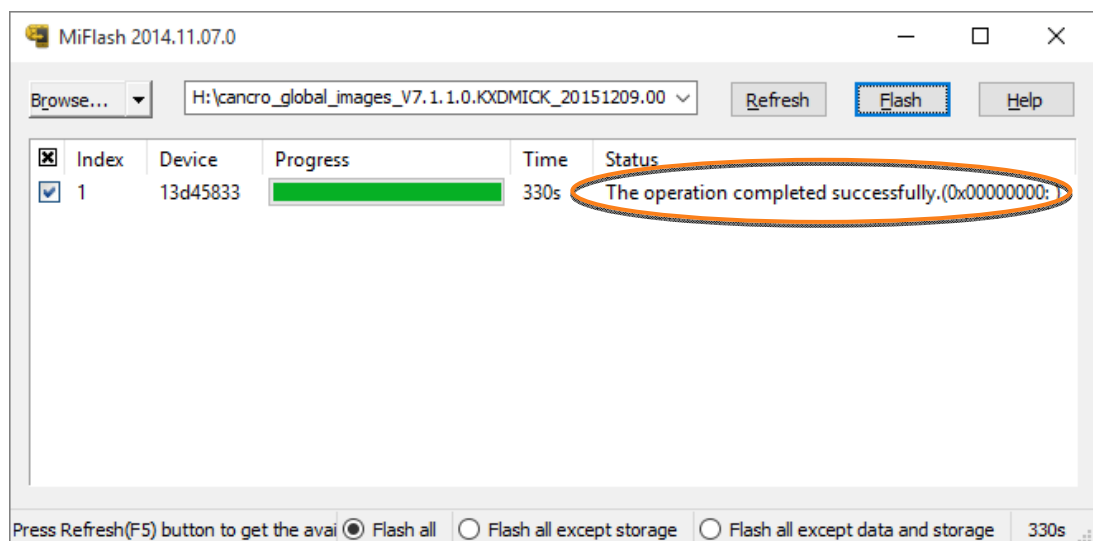 MiFlash 2014.11.07.0
Browse... H:\cancro_global_images_V7.1.1.0.KXDMICK_20151209.00 Refresh Flash Help
Index Device Progress Time Status
1 13d45833 330s The operation completed successfully.(0x00000000: )
Press Refresh(F5) button to get the avai Flash all Flash all except storage Flash all except data and storage 330s